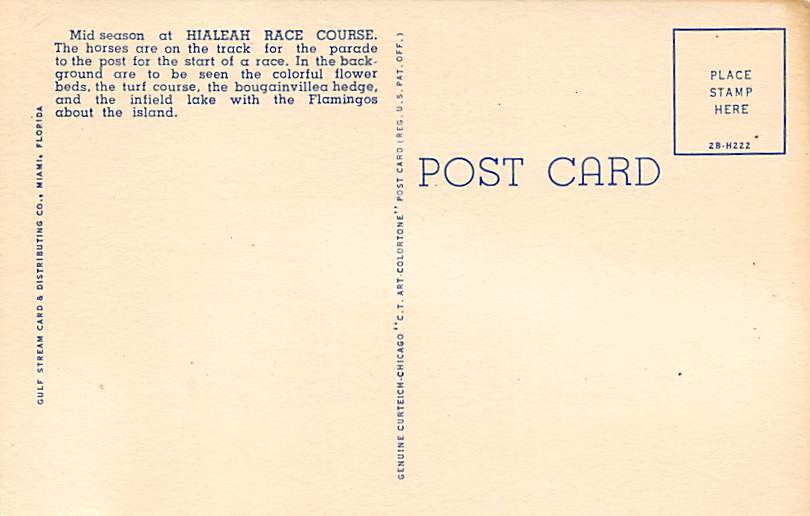 Mid season at HIALEAH RACE COURSE.
The horses are on the track for the parade
to the post for the start of a race. In the back-
ground are to be seen the colorful flower
beds, the turf course, the bougainvillea hedge,
and the infield lake with the Flamingos
about the island.
GULF STREAM CARD & DISTRIBUTING CO., MIAMI, FLORIDA
GENUINE CURTEICH-CHICAGO "C.T. ART-COLORTONE" POST CARD (REG. U.S. PAT. OFF.)
POST CARD
PLACE
STAMP
HERE
2B-H222